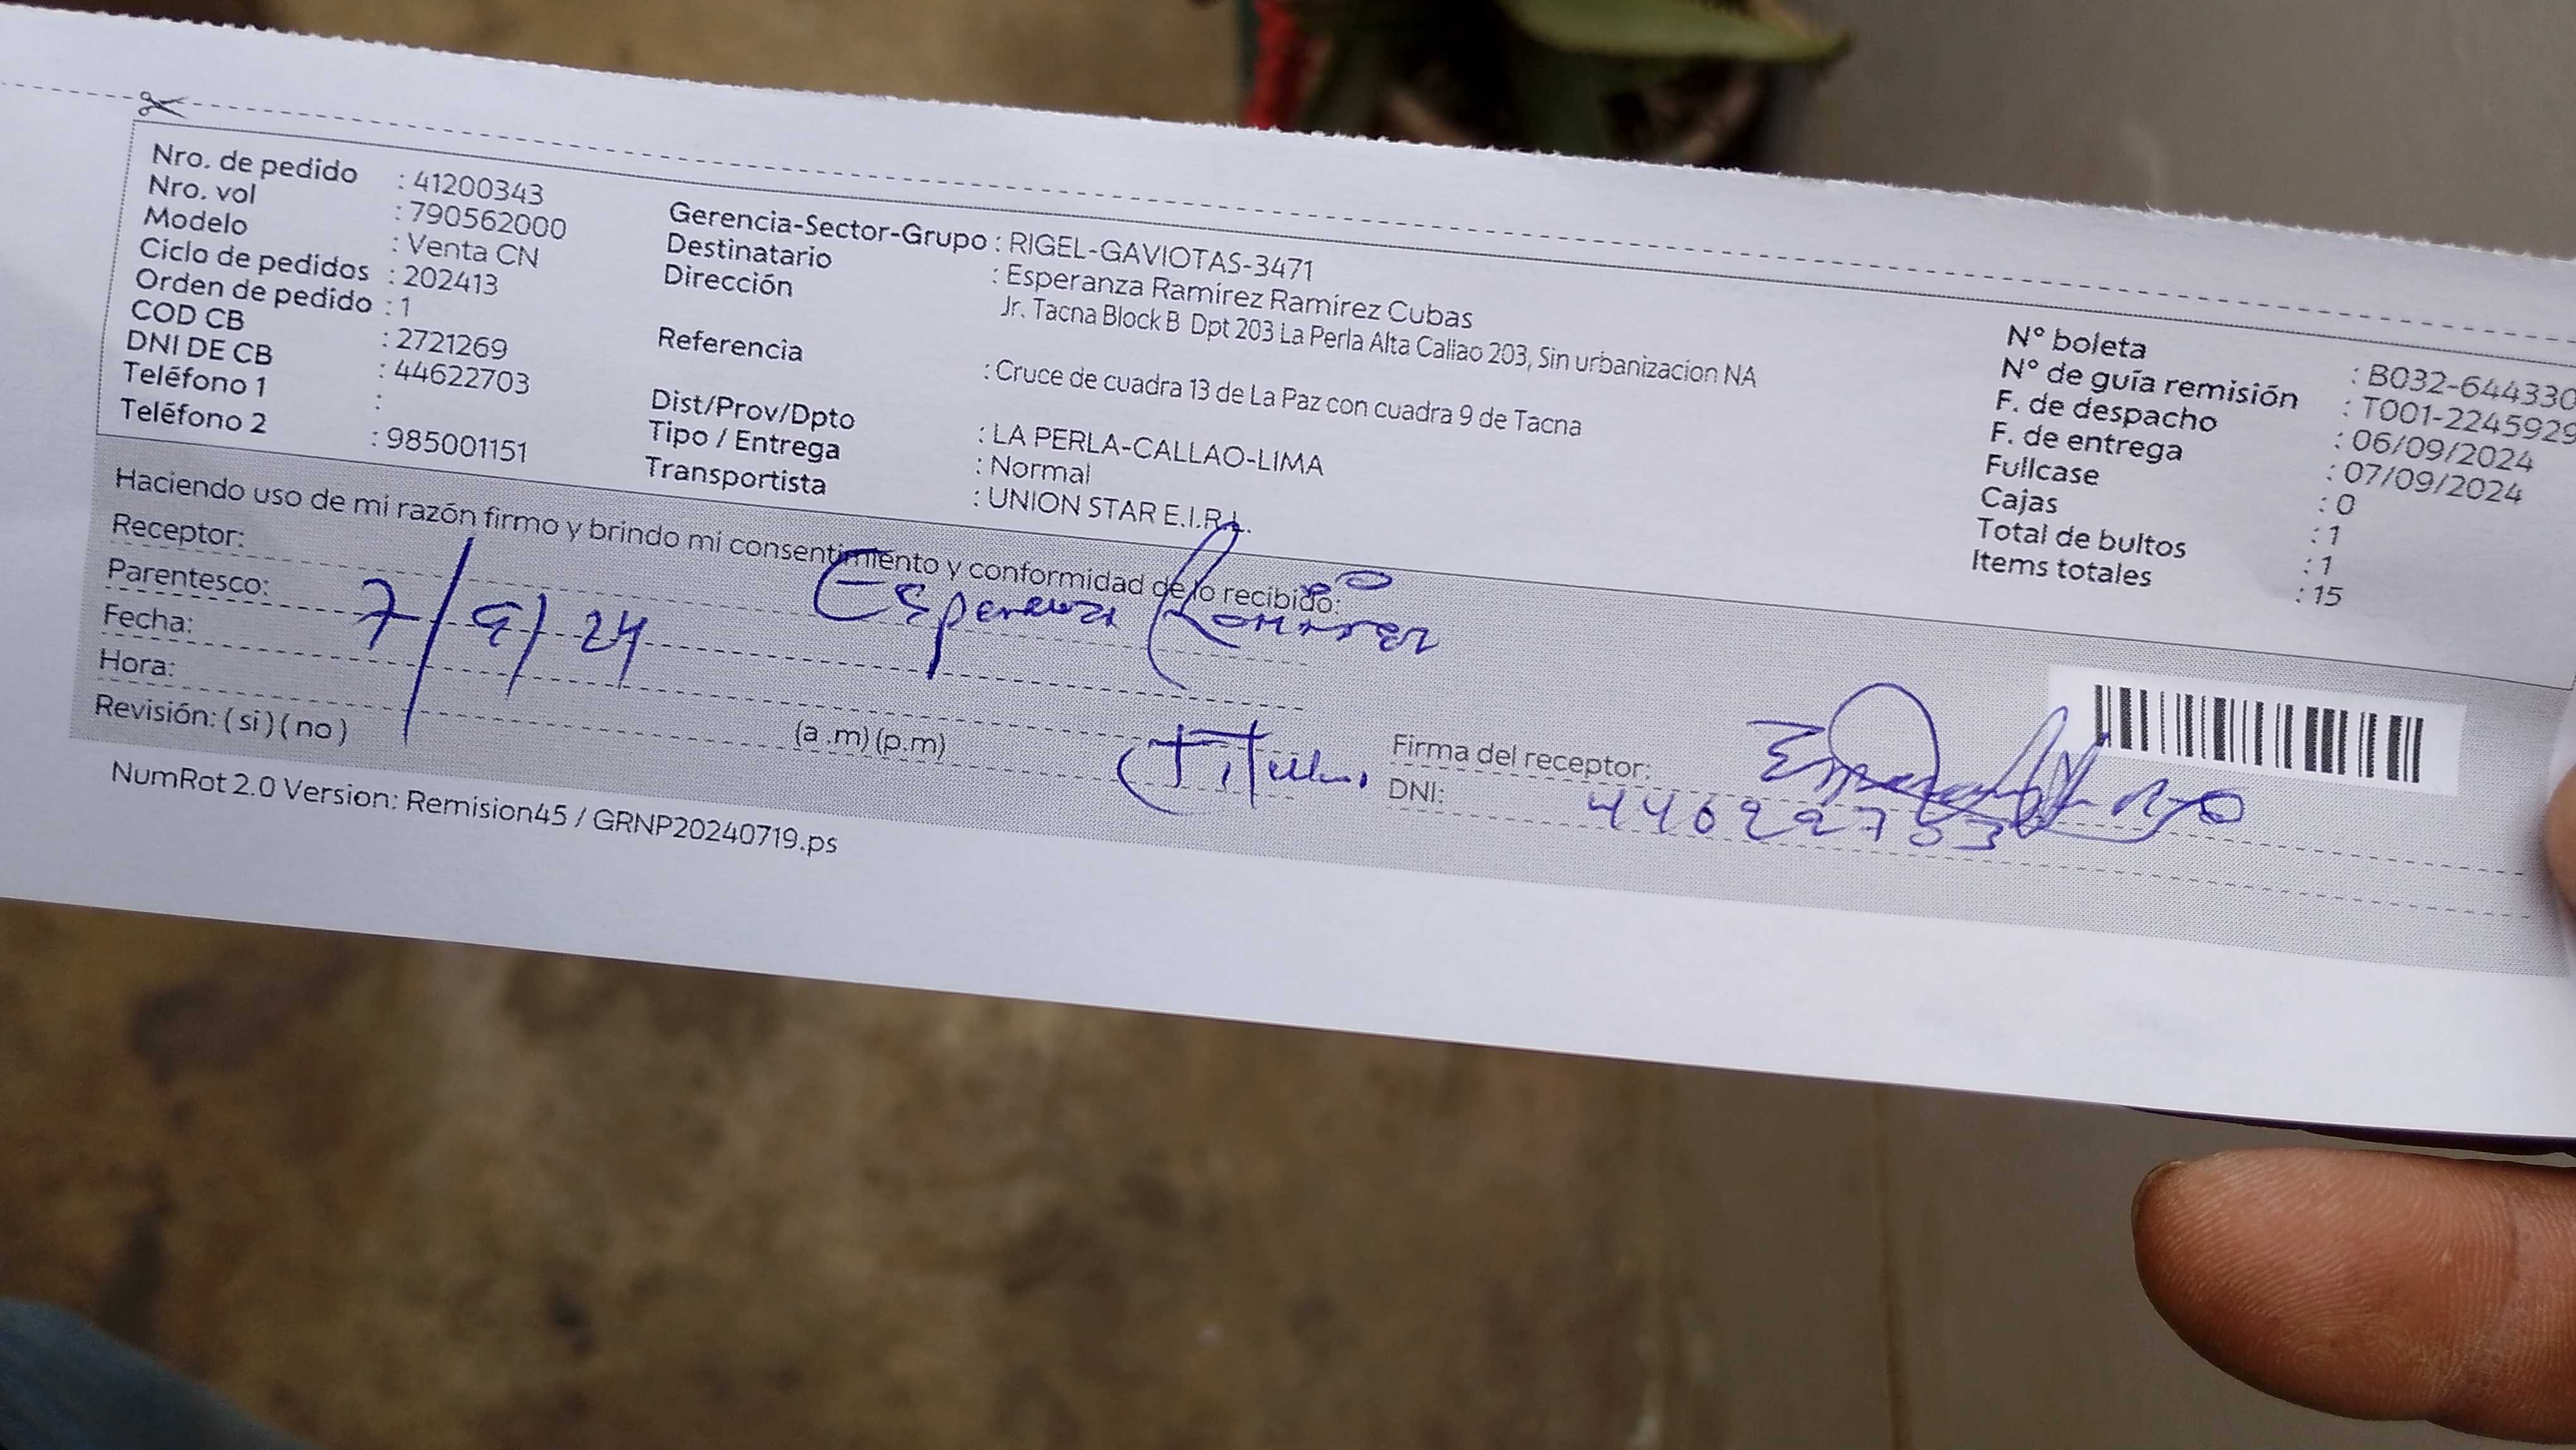 Nro. de pedido : 41200343
Nro. vol : 790562000
Modelo : Venta CN
Ciclo de pedidos : 202413
Orden de pedido : 1
COD CB : 2721269
DNI DE CB : 44622703
Teléfono 1 :
Teléfono 2 : 985001151
Gerencia-Sector-Grupo : RIGEL-GAVIOTAS-3471
Destinatario : Esperanza Ramírez Ramírez Cubas
Dirección Jr. Tacna Block B Dpt 203 La Perla Alta Callao 203, Sin urbanizacion NA
Referencia : Cruce de cuadra 13 de La Paz con cuadra 9 de Tacna
Dist/Prov/Dpto : LA PERLA-CALLAO-LIMA
Tipo / Entrega : Normal
Transportista : UNION STAR E.I.R.L.
N° boleta : B032-644330
N° de guía remisión : T001-2245929
F. de despacho : 06/09/2024
F. de entrega : 07/09/2024
Fullcase : 0
Cajas : 1
Total de bultos : 1
Items totales : 15
Haciendo uso de mi razón firmo y brindo mi consentimiento y conformidad de lo recibido:
Receptor: Esperanza Ramirez
Parentesco:
Fecha: 7/9/24
Hora: (a .m) (p.m)
Revisión: ( si ) ( no )
Titular
Firma del receptor:
DNI: 44622703
NumRot 2.0 Version: Remision45 / GRNP20240719.ps